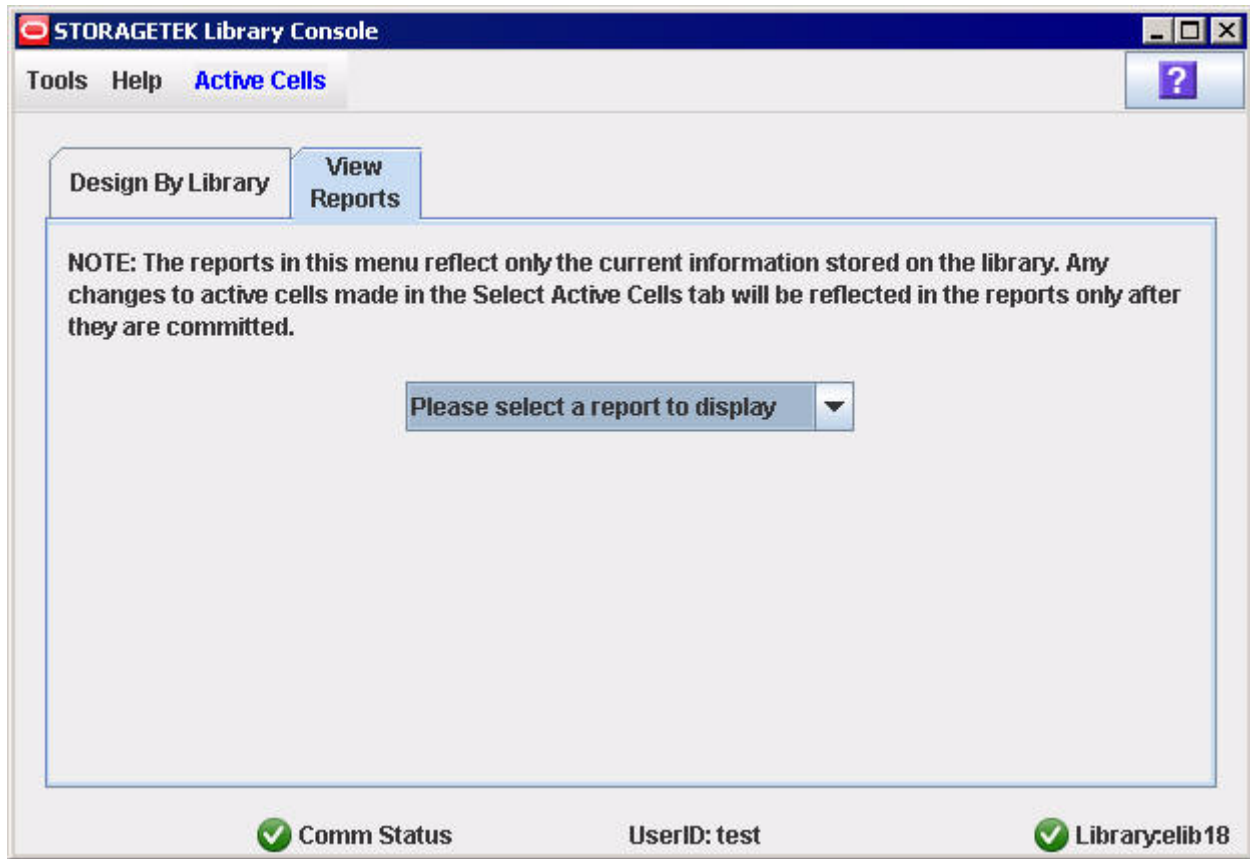 STORAGETEK Library Console
Tools Help Active Cells
?
Design By Library
View
Reports
NOTE: The reports in this menu reflect only the current information stored on the library. Any
changes to active cells made in the Select Active Cells tab will be reflected in the reports only after
they are committed.
Please select a report to display
Comm Status UserID: test Library:elib18